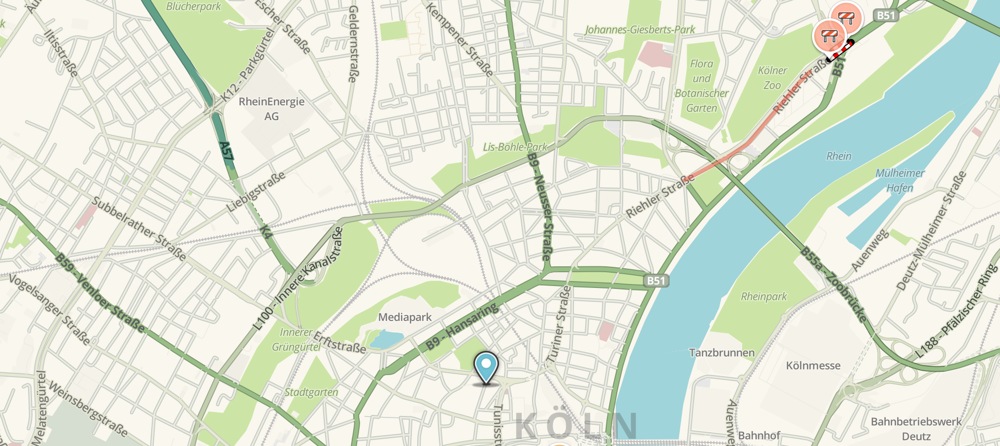 Blücherpark
Escher Straße
Geldernstraße
Kempener Straße
Johannes-Giesberts-Park
B51
Iltisstraße
K12 - Parkgürtel
Flora
und
Botanischer
Garten
Kölner
Zoo
Riehler Straße
B51
RheinEnergie
AG
A57
Lis-Böhle-Park
B9 - Neusser Straße
Rhein
Mülheimer
Hafen
Liebigstraße
Riehler Straße
Subbelrather Straße
K4
Auenweg
Deutz-Mülheimer Straße
B59 - Venloer Straße
L100 - Innere Kanalstraße
B51
B55a - Zoobrücke
Vogelsanger Straße
Rheinpark
L188 - Pfälzischer Ring
Mediapark
B9 - Hansaring
Turiner Straße
Innerer
Grüngürtel
Erftstraße
Tanzbrunnen
Kölnmesse
Stadtgarten
Melatengürtel
Weinsbergstraße
Tunisstr
KÖLN
Auenweg
Bahnhof
Bahnbetriebswerk
Deutz